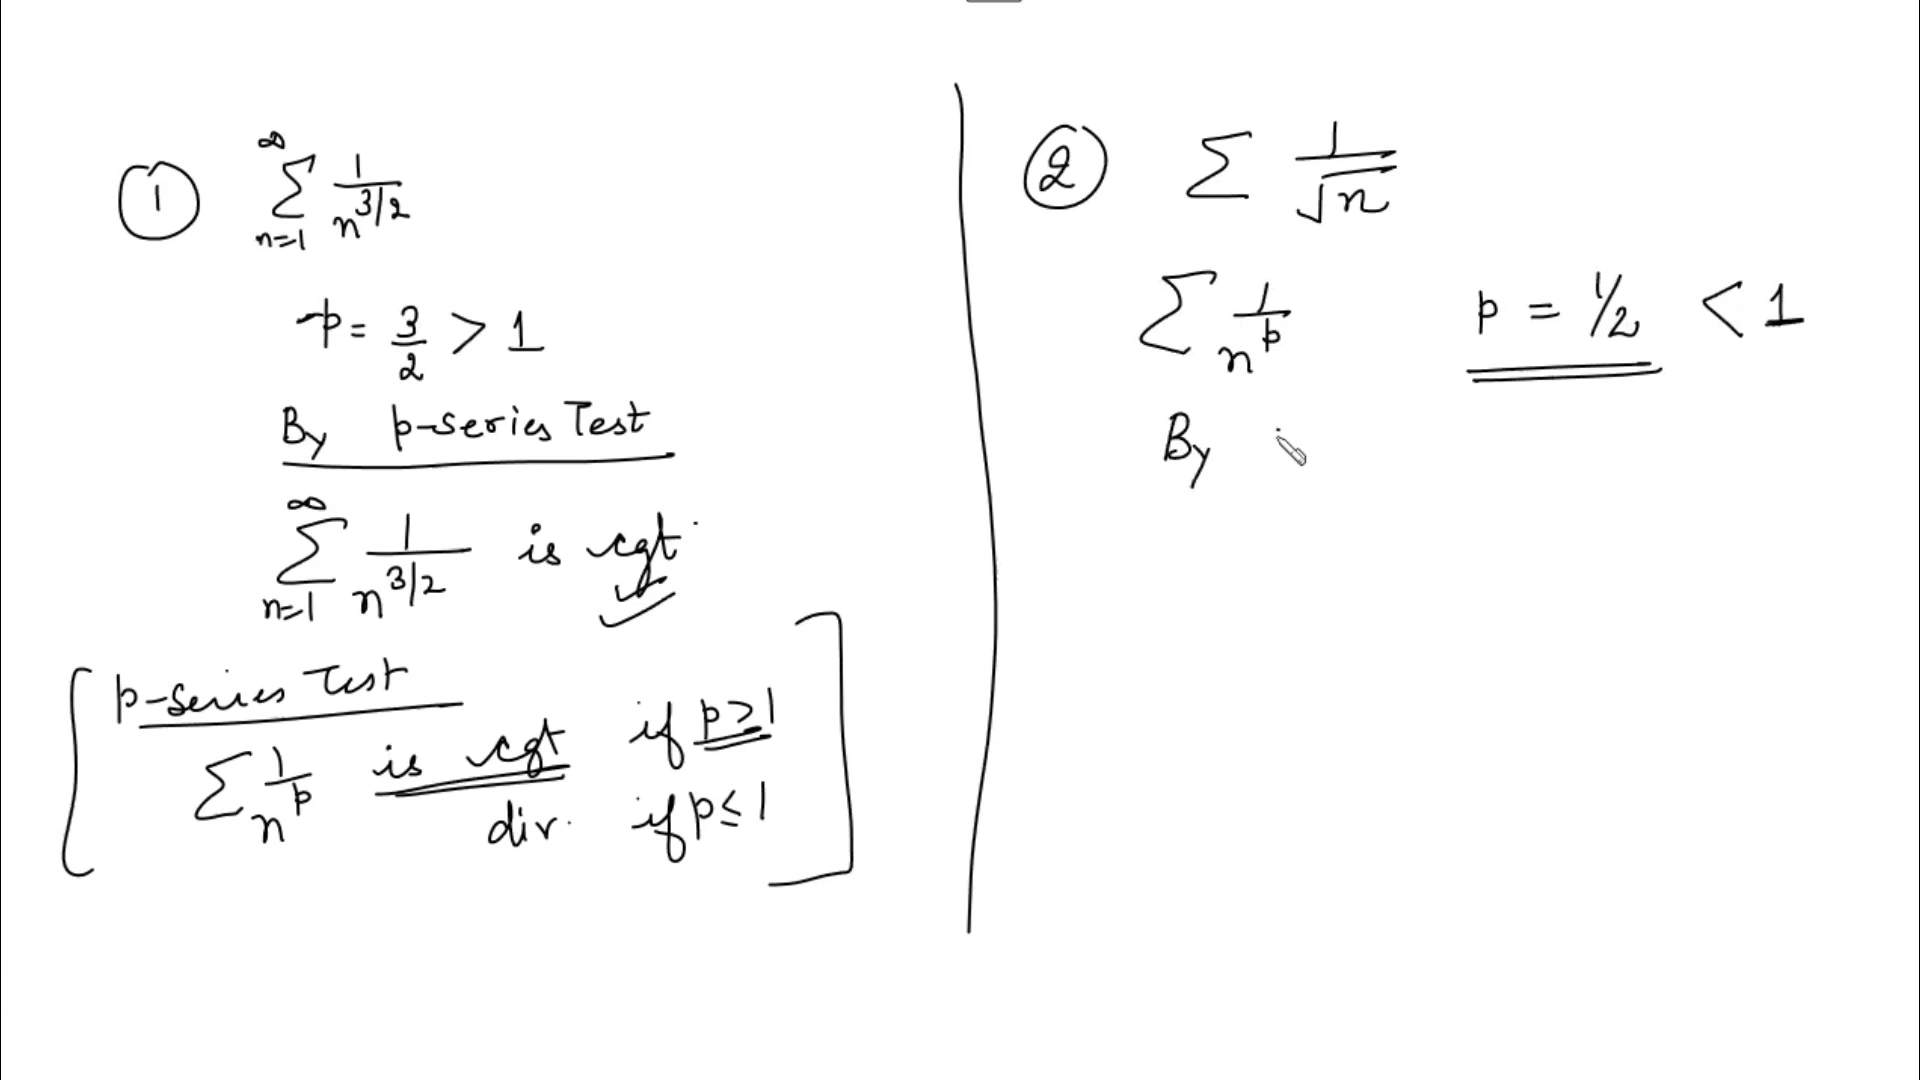 ① ∞∑n=1 1/n^3/2
p = 3/2 > 1
By p-series Test
∞∑n=1 1/n^3/2 is cgt
p-series Test
∑ 1/n^p is cgt if p>1
div. if p≤1
② ∑ 1/√n
∑ 1/n^p p = 1/2 < 1
By